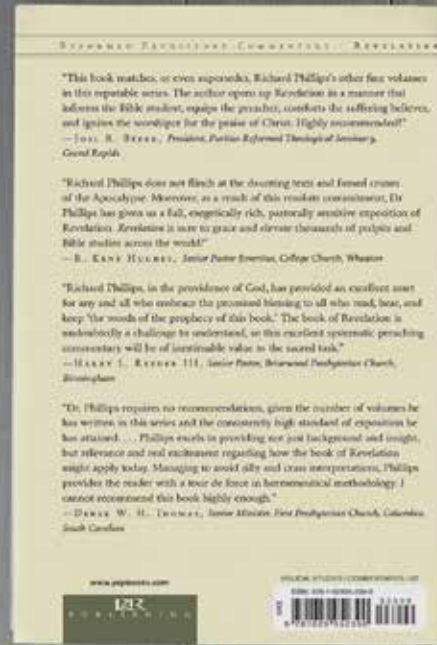 REFORMED EXPOSITORY COMMENTARY REVELATION
"This book matches, or even supersedes, Richard Phillips's other fine volumes
in this reputable series. The author opens up Revelation in a manner that
informs the Bible student, equips the preacher, comforts the suffering believer,
and ignites the worshiper for the praise of Christ. Highly recommended!"
—JOEL R. BEEKE, President, Puritan Reformed Theological Seminary,
Grand Rapids
"Richard Phillips does not flinch at the daunting texts and famed cruxes
of the Apocalypse. Moreover, as a result of this resolute commitment, Dr
Phillips has given us a full, exegetically rich, pastorally sensitive exposition of
Revelation. Revelation is sure to grace and elevate thousands of pulpits and
Bible studies across the world!"
—R. KENT HUGHES, Senior Pastor Emeritus, College Church, Wheaton
"Richard Phillips, in the providence of God, has provided an excellent asset
for any and all who embrace the promised blessing to all who read, hear, and
keep 'the words of the prophecy of this book.' The book of Revelation is
undoubtedly a challenge to understand, so this excellent systematic preaching
commentary will be of inestimable value to the sacred task."
—HARRY L. REEDER III, Senior Pastor, Briarwood Presbyterian Church,
Birmingham
"Dr. Phillips requires no recommendations, given the number of volumes he
has written in this series and the consistently high standard of exposition he
has attained. . . . Phillips excels in providing not just background and insight,
but relevance and real excitement regarding how the book of Revelation
might apply today. Managing to avoid silly and crass interpretations, Phillips
provides the reader with a tour de force in hermeneutical methodology. I
cannot recommend this book highly enough."
—DEREK W. H. THOMAS, Senior Minister, First Presbyterian Church, Columbia,
South Carolina
www.prpbooks.com
P&R
PUBLISHING